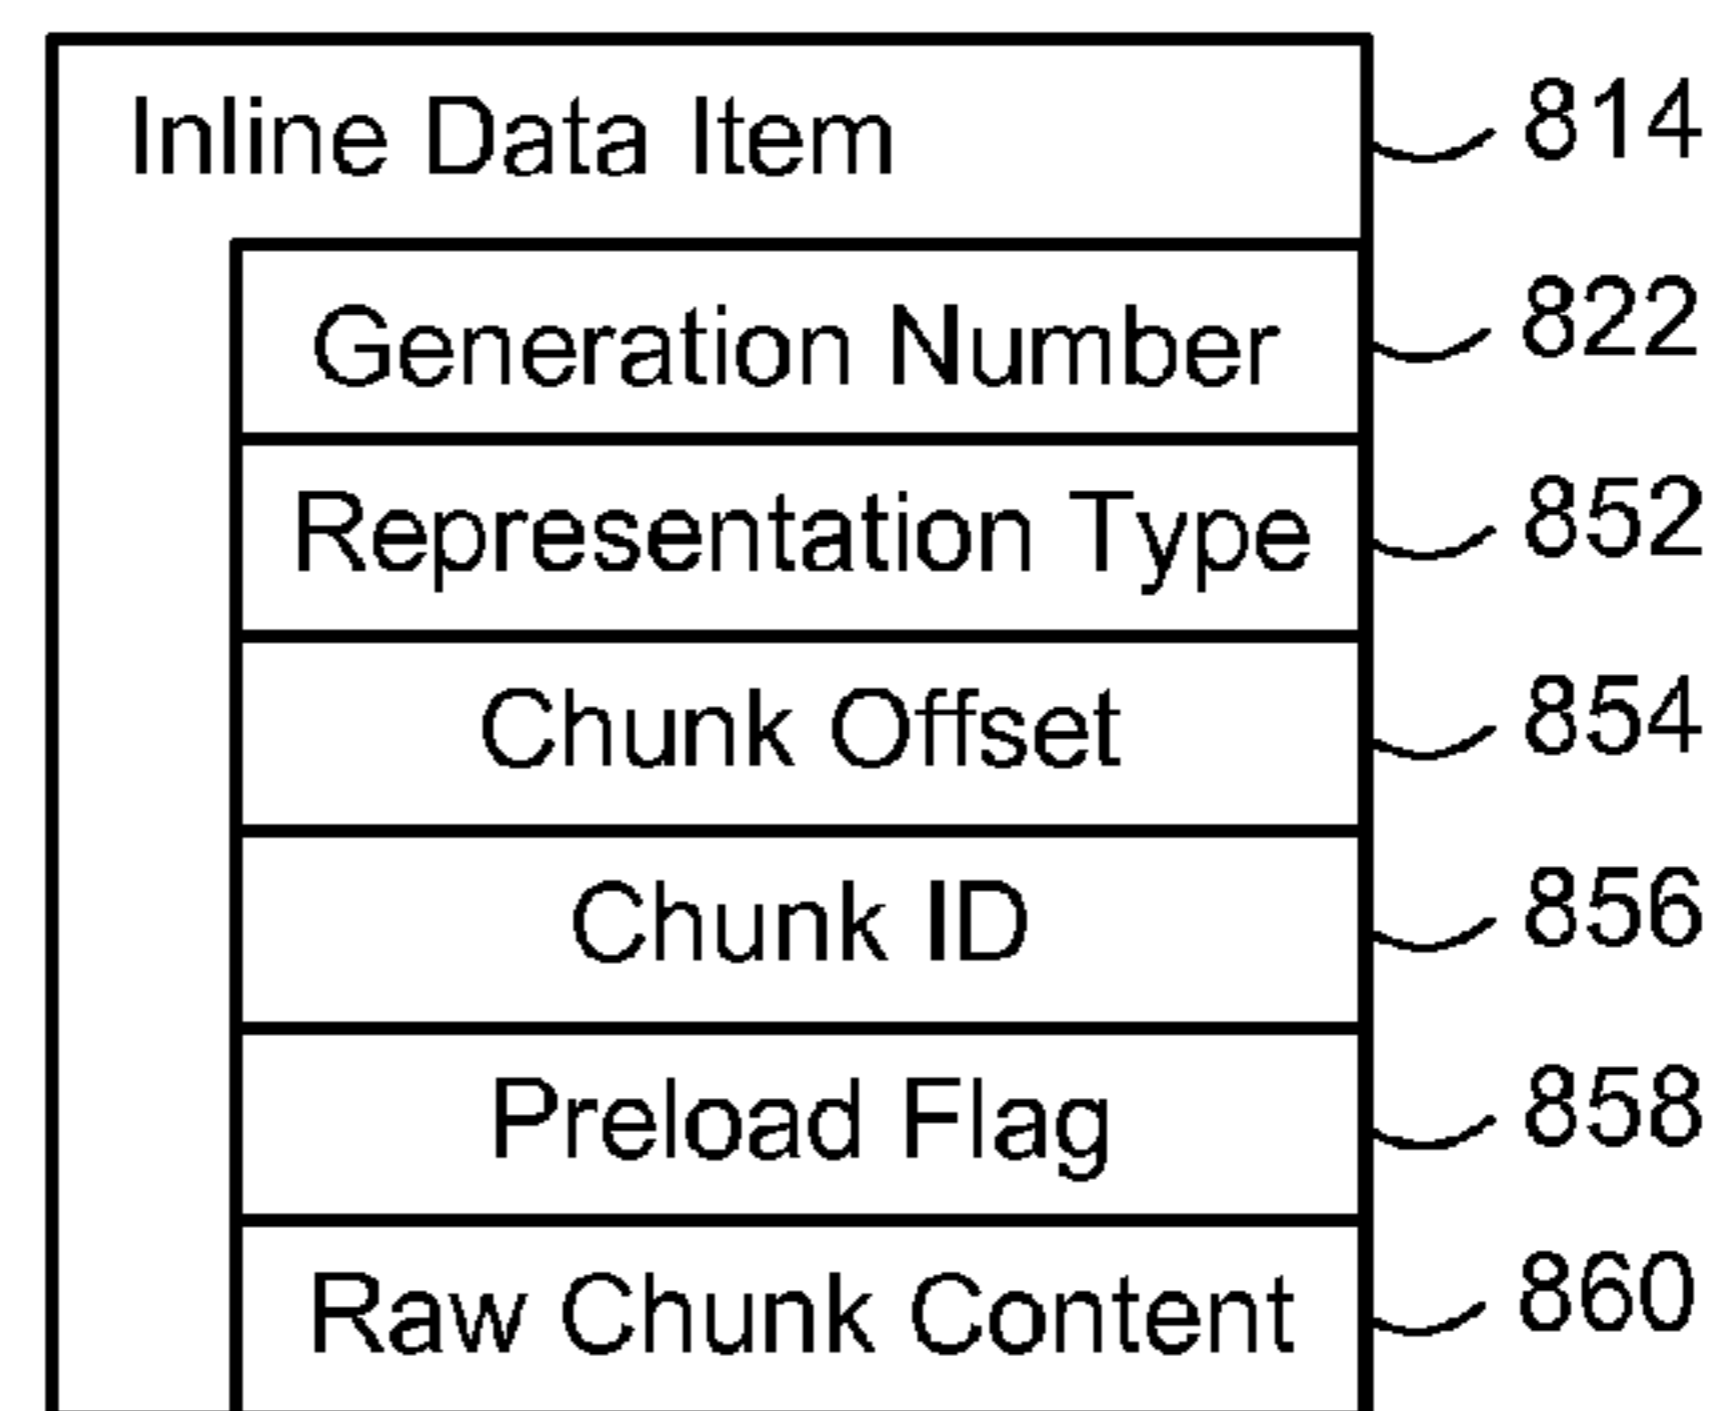 Inline Data Item 814
Generation Number 822
Representation Type 852
Chunk Offset 854
Chunk ID 856
Preload Flag 858
Raw Chunk Content 860